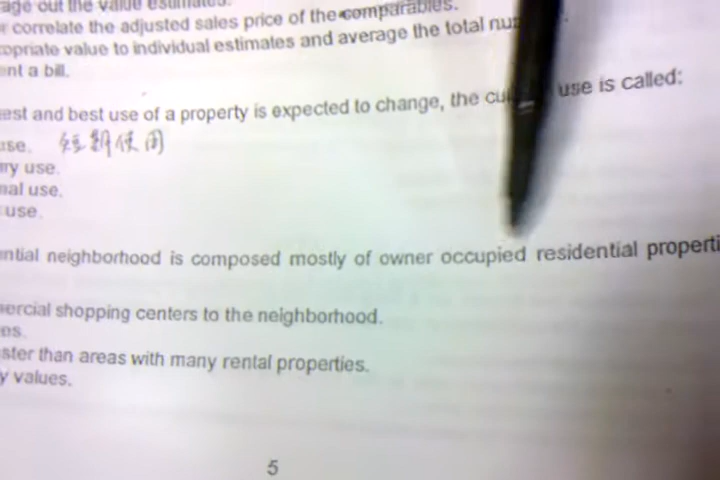 age out the value estimates.
correlate the adjusted sales price of the comparables.
opriate value to individual estimates and average the total
nt a bill.
est and best use of a property is expected to change, the use is called:
use. 短期使用
ry use.
nal use.
use.
ntial neighborhood is composed mostly of owner occupied residential properti
ercial shopping centers to the neighborhood.
es.
ster than areas with many rental properties.
y values.
5